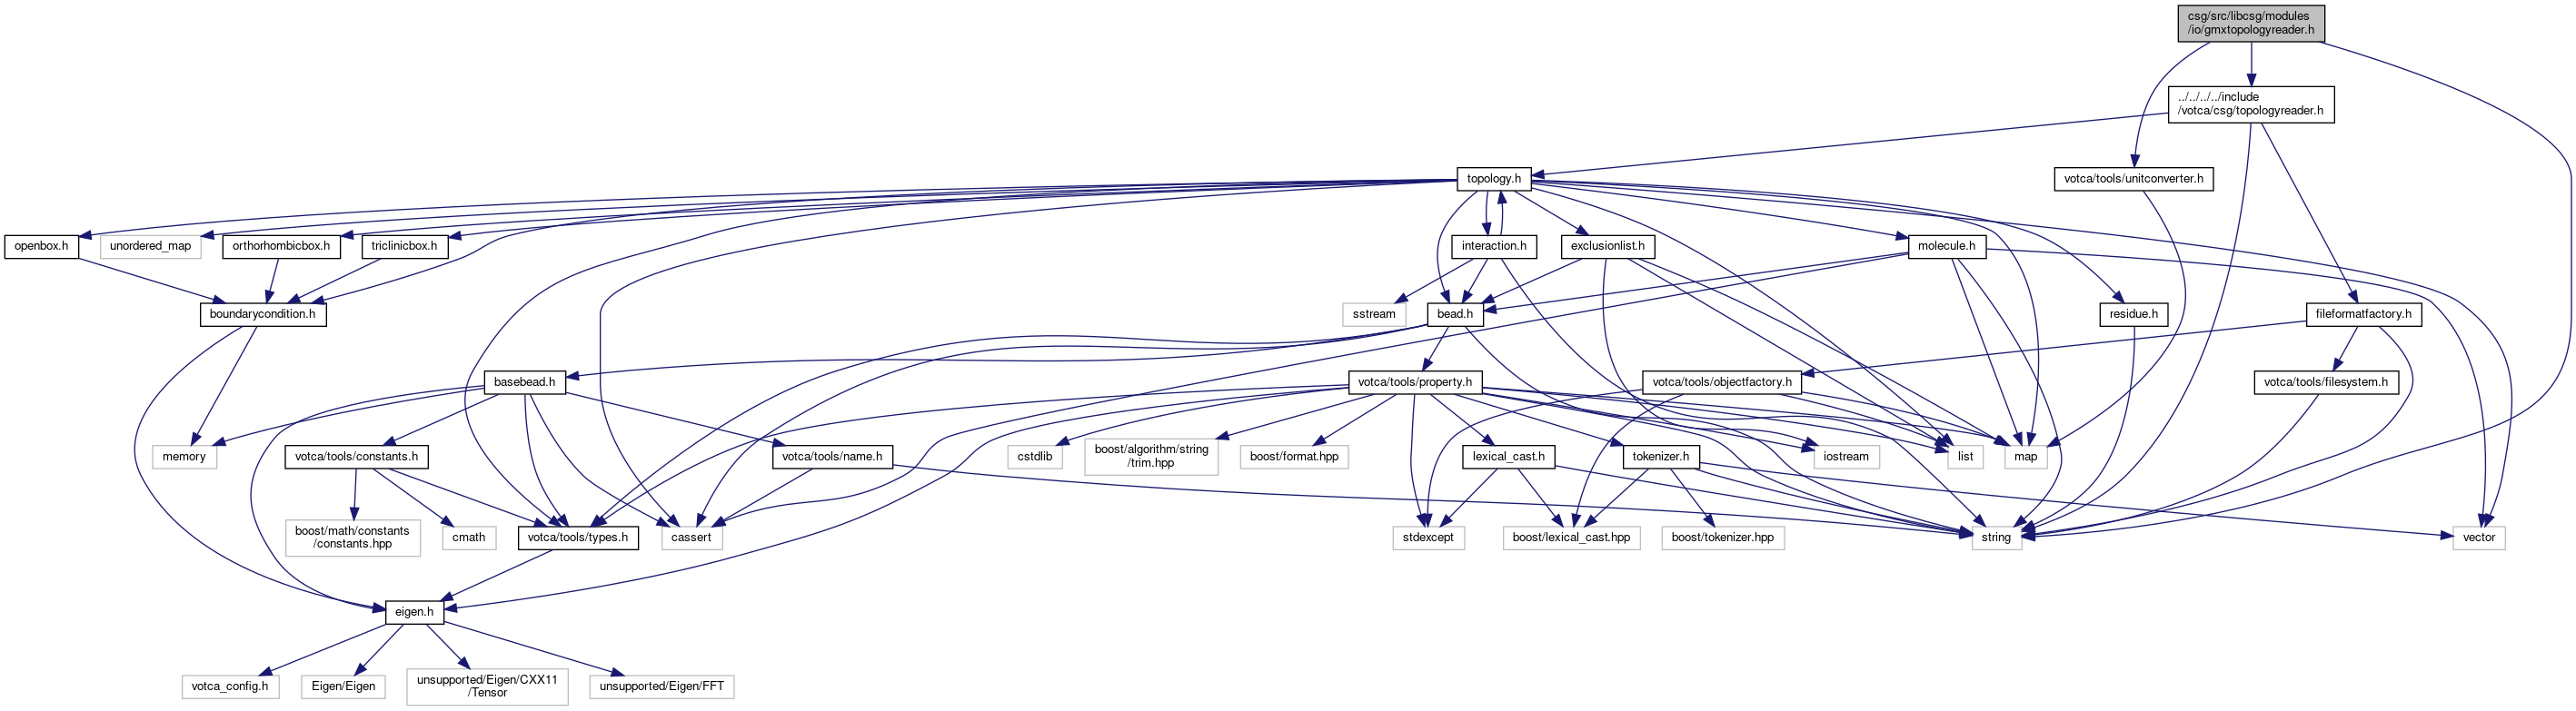 csg/src/libcsg/modules
/io/gmxtopologyreader.h
../../../../include
/votca/csg/topologyreader.h
topology.h
votca/tools/unitconverter.h
openbox.h
unordered_map
orthorhombicbox.h
triclinicbox.h
interaction.h
exclusionlist.h
molecule.h
boundarycondition.h
sstream
bead.h
residue.h
fileformatfactory.h
basebead.h
votca/tools/property.h
votca/tools/objectfactory.h
votca/tools/filesystem.h
memory
votca/tools/constants.h
votca/tools/name.h
cstdlib
boost/algorithm/string
/trim.hpp
boost/format.hpp
lexical_cast.h
tokenizer.h
iostream
list
map
boost/math/constants
/constants.hpp
cmath
votca/tools/types.h
cassert
stdexcept
boost/lexical_cast.hpp
boost/tokenizer.hpp
string
vector
eigen.h
votca_config.h
Eigen/Eigen
unsupported/Eigen/CXX11
/Tensor
unsupported/Eigen/FFT